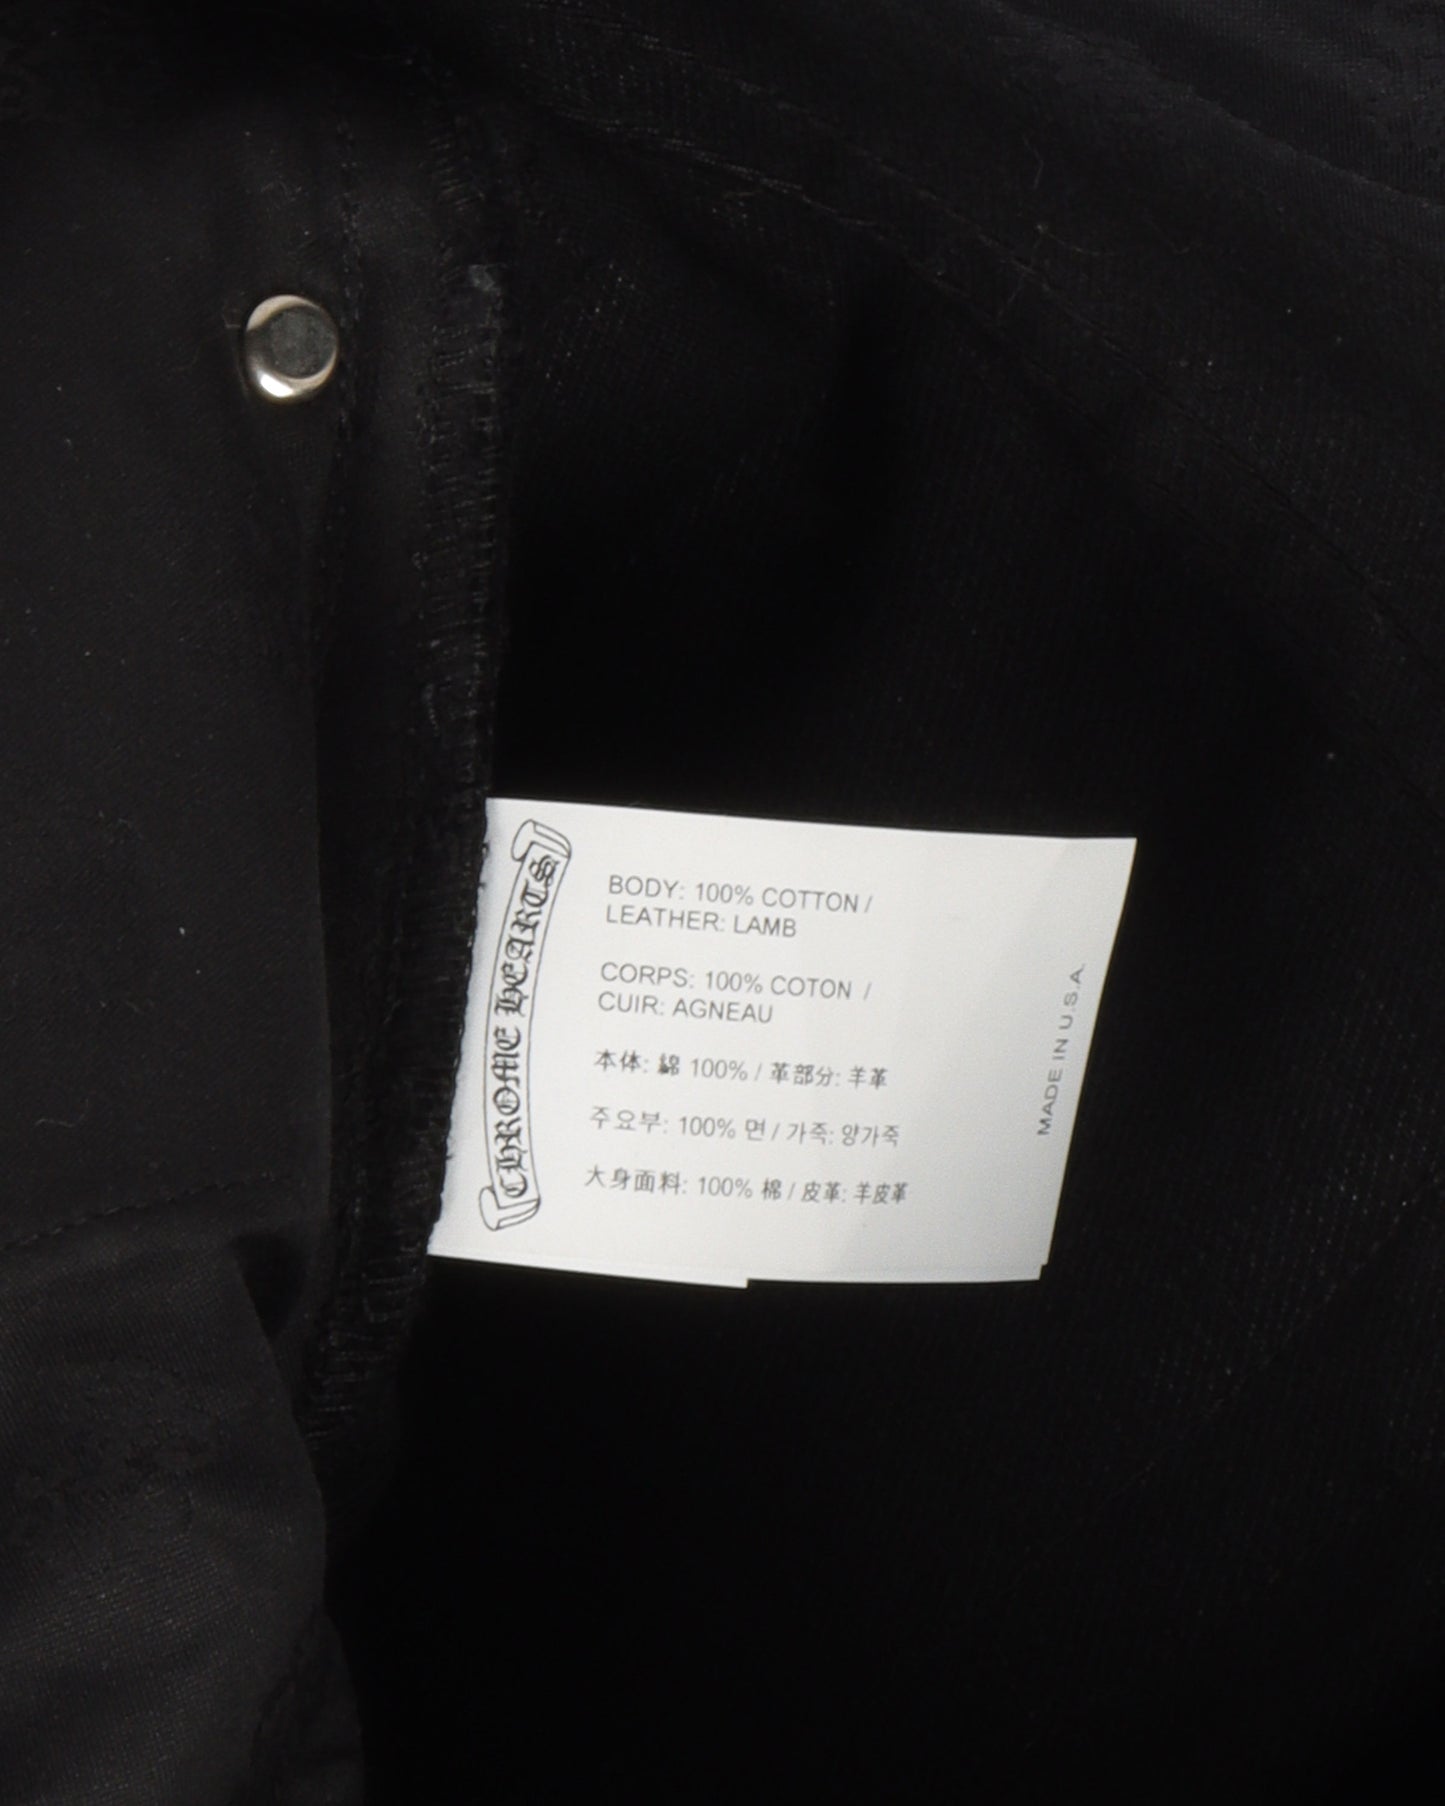 CHROME HEARTS
BODY: 100% COTTON /
LEATHER: LAMB
CORPS: 100% COTON /
CUIR: AGNEAU
本体: 綿 100% / 革部分: 羊革
주요부: 100% 면 / 가죽: 양가죽
大身面料: 100% 棉 / 皮革: 羊皮革
MADE IN U.S.A.